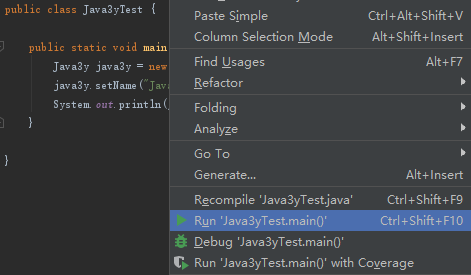 public class Java3yTest {
public static void main
Java3y java3y = new
java3y.setName("Java
System.out.println(
}
}
Paste Simple Ctrl+Alt+Shift+V
Column Selection Mode Alt+Shift+Insert
Find Usages Alt+F7
Refactor
Folding
Analyze
Go To
Generate... Alt+Insert
Recompile 'Java3yTest.java' Ctrl+Shift+F9
Run 'Java3yTest.main()' Ctrl+Shift+F10
Debug 'Java3yTest.main()'
Run 'Java3yTest.main()' with Coverage